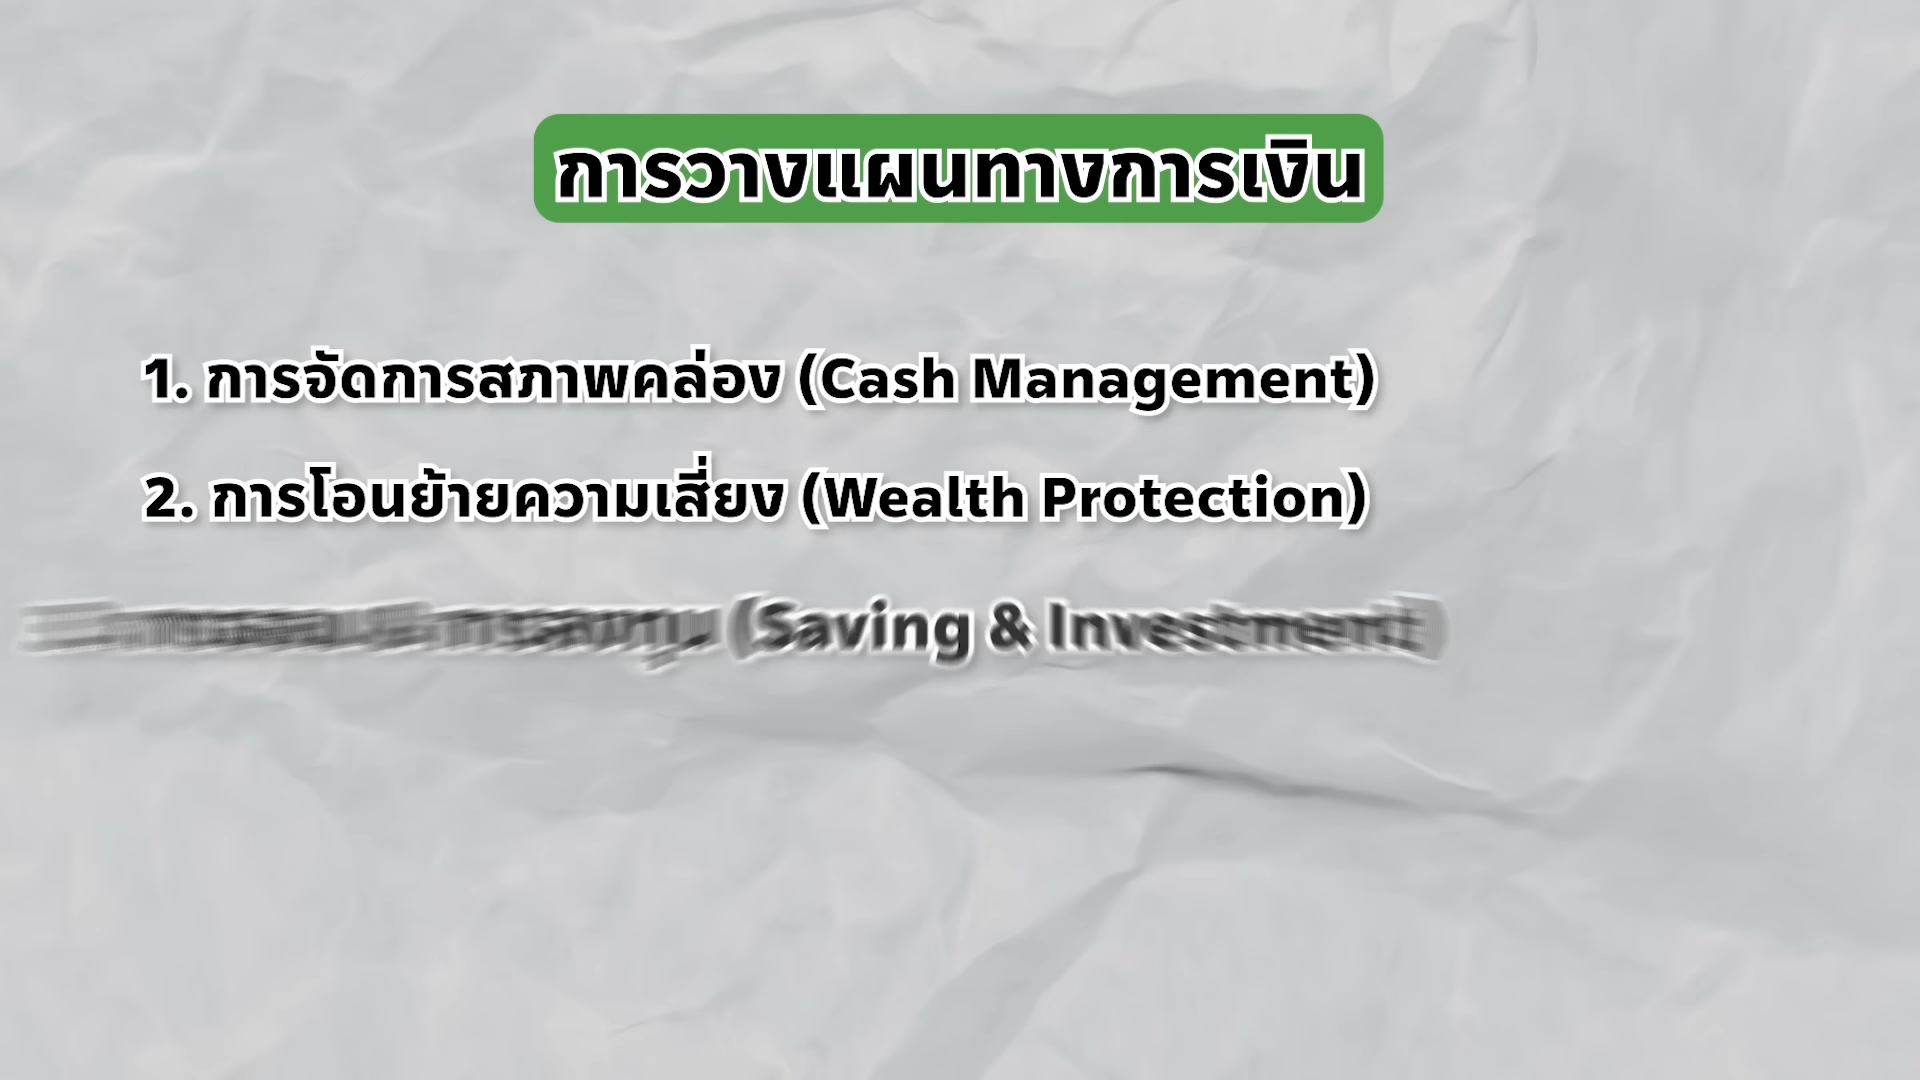 การวางแผนทางการเงิน
1. การจัดการสภาพคล่อง (Cash Management)
2. การโอนย้ายความเสี่ยง (Wealth Protection)
(Saving & Investment)